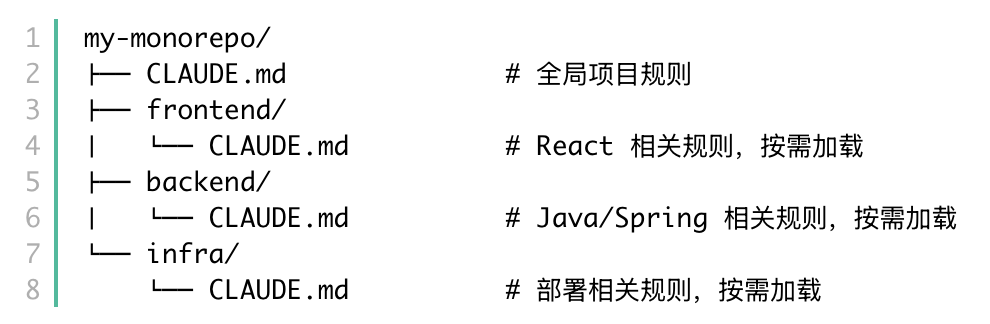 1 my-monorepo/
2 ├── CLAUDE.md # 全局项目规则
3 ├── frontend/
4 │   └── CLAUDE.md # React 相关规则，按需加载
5 ├── backend/
6 │   └── CLAUDE.md # Java/Spring 相关规则，按需加载
7 └── infra/
8     └── CLAUDE.md # 部署相关规则，按需加载